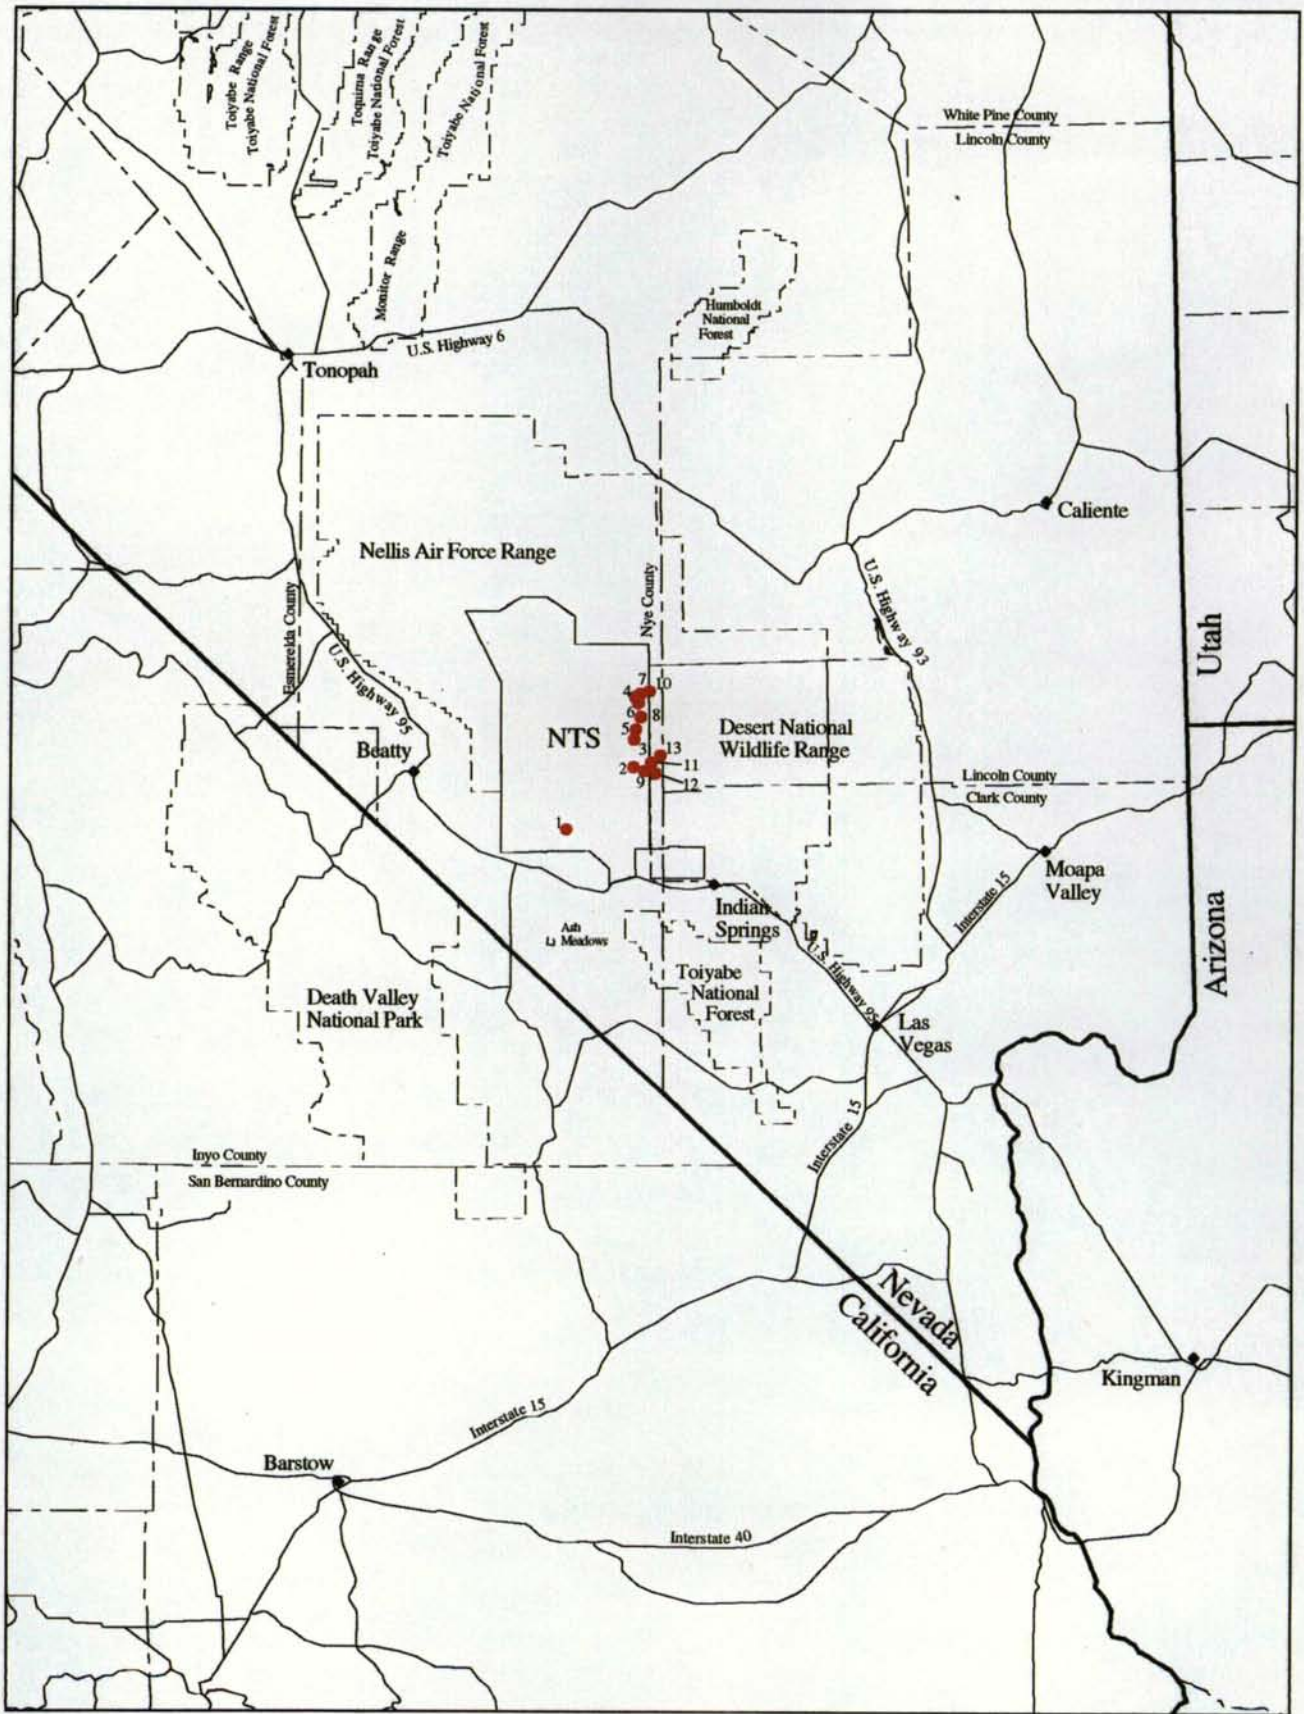 Toiyabe Range
Toiyabe National Forest
Toquima Range
Toiyabe National Forest
Toiyabe National Forest
White Pine County
Lincoln County
Monitor Range
Humboldt
National
Forest
U.S. Highway 6
Tonopah
Caliente
Nellis Air Force Range
U.S. Highway 93
Nye County
Esmerelda County
Utah
U.S. Highway 95
7
10
4
6
8
5
NTS
3
13
2
11
9
12
Desert National
Wildlife Range
Beatty
Lincoln County
Clark County
1
Moapa
Valley
Interstate 15
Indian
Springs
Ash
Meadows
Arizona
U.S. Highway 95
Toiyabe
National
Forest
Death Valley
National Park
Las
Vegas
Interstate 15
Inyo County
San Bernardino County
Nevada
California
Kingman
Interstate 15
Barstow
Interstate 40